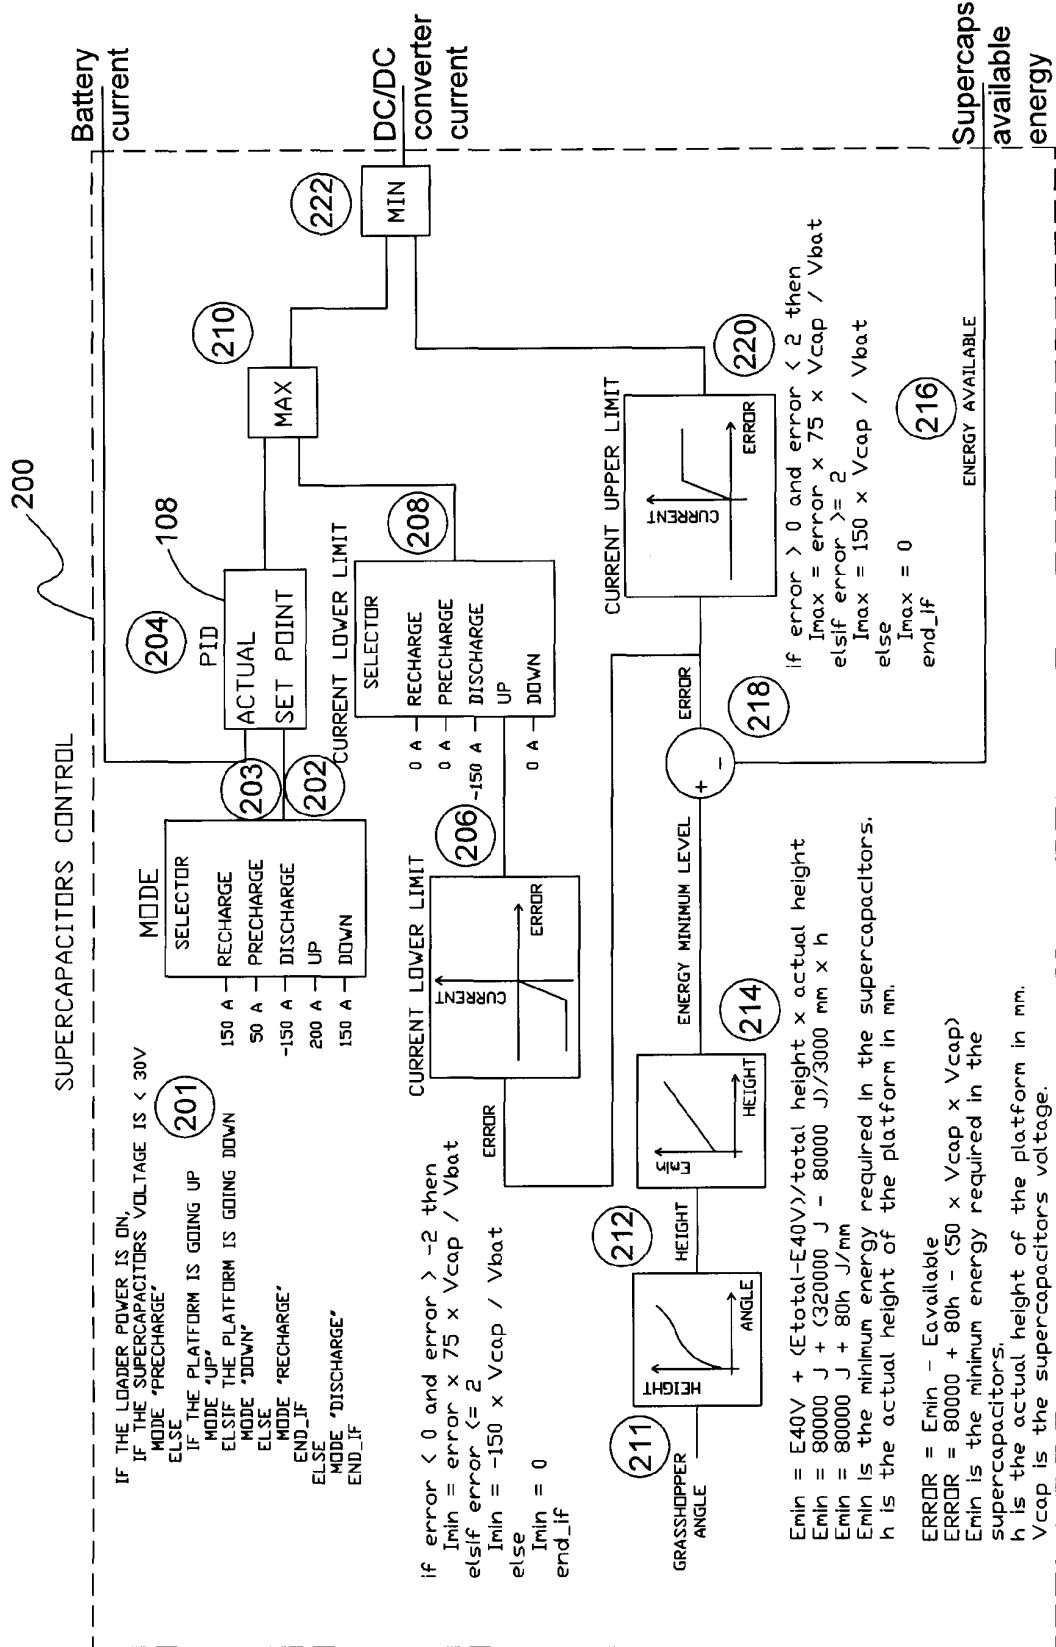 SUPERCAPACITORS CONTROL
200
Battery
current
IF THE LOADER POWER IS ON,
IF THE SUPERCAPACITORS VOLTAGE IS < 30V
MODE "PRECHARGE"
ELSE
IF THE PLATFORM IS GOING UP
MODE "UP"
ELSIF THE PLATFORM IS GOING DOWN
MODE "DOWN"
ELSE
MODE "RECHARGE"
END_IF
ELSE
MODE "DISCHARGE"
END_IF
201
MODE
SELECTOR
150 A RECHARGE
50 A PRECHARGE
-150 A DISCHARGE
200 A UP
150 A DOWN
203
202
204
PID
108
ACTUAL
SET POINT
210
MAX
222
MIN
DC/DC
converter
current
CURRENT LOWER LIMIT
208
SELECTOR
0 A RECHARGE
0 A PRECHARGE
-150 A DISCHARGE
UP
0 A DOWN
if error < 0 and error > -2 then
Imin = error x 75 x Vcap / Vbat
elsif error <= 2
Imin = -150 x Vcap / Vbat
else
Imin = 0
end_if
CURRENT LOWER LIMIT
206
CURRENT
ERROR
ERROR
CURRENT UPPER LIMIT
220
CURRENT
ERROR
if error > 0 and error < 2 then
Imax = error x 75 x Vcap / Vbat
elsif error >= 2
Imax = 150 x Vcap / Vbat
else
Imax = 0
end_if
211
GRASSHOPPER
ANGLE
HEIGHT
ANGLE
212
HEIGHT
Emin
HEIGHT
214
ENERGY MINIMUM LEVEL
+
-
218
ERROR
216
ENERGY AVAILABLE
Supercaps
available
energy
Emin = E40V + (Etotal-E40V)/total height x actual height
Emin = 80000 J + (320000 J - 80000 J)/3000 mm x h
Emin = 80000 J + 80h J/mm
Emin is the minimum energy required in the supercapacitors.
h is the actual height of the platform in mm.
ERROR = Emin - Eavailable
ERROR = 80000 + 80h - (50 x Vcap x Vcap)
Emin is the minimum energy required in the
supercapacitors.
h is the actual height of the platform in mm.
Vcap is the supercapacitors voltage.